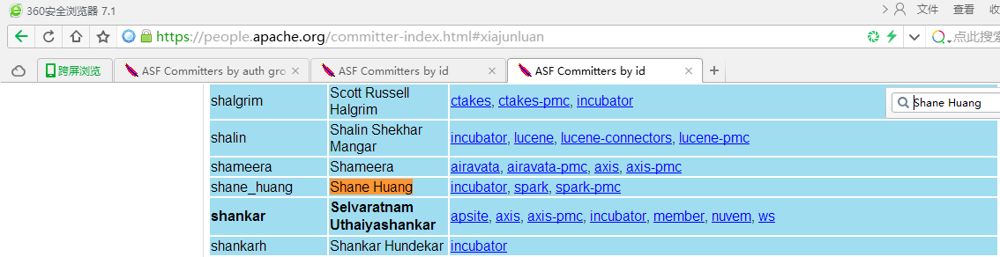 360安全浏览器 7.1
文件 查看 收
https://people.apache.org/committer-index.html#xiajunluan
点此搜索
跨屏浏览
ASF Committers by auth gro
ASF Committers by id
ASF Committers by id
shalgrim Scott Russell Halgrim ctakes, ctakes-pmc, incubator
Shane Huang
shalin Shalin Shekhar Mangar incubator, lucene, lucene-connectors, lucene-pmc
shameera Shameera airavata, airavata-pmc, axis, axis-pmc
shane_huang Shane Huang incubator, spark, spark-pmc
shankar Selvaratnam Uthaiyashankar apsite, axis, axis-pmc, incubator, member, nuvem, ws
shankarh Shankar Hundekar incubator